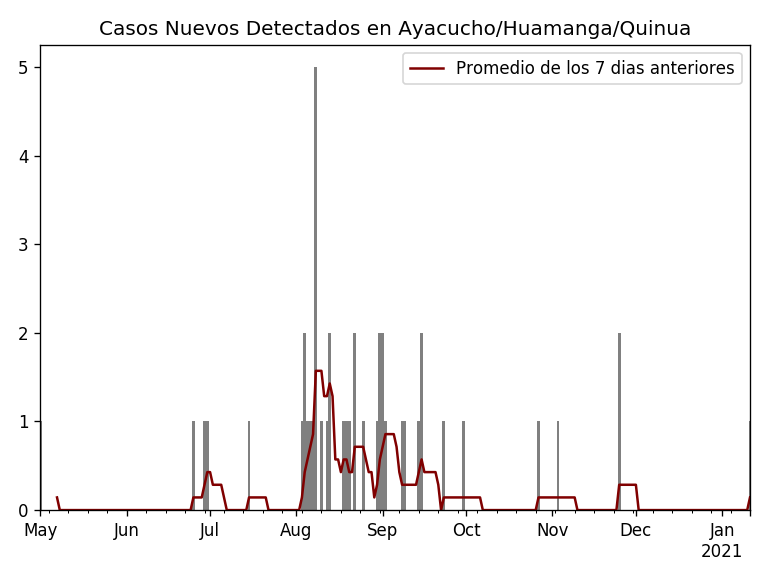 Casos Nuevos Detectados en Ayacucho/Huamanga/Quinua
Promedio de los 7 dias anteriores
5
4
3
2
1
0
May Jun Jul Aug Sep Oct Nov Dec Jan
2021